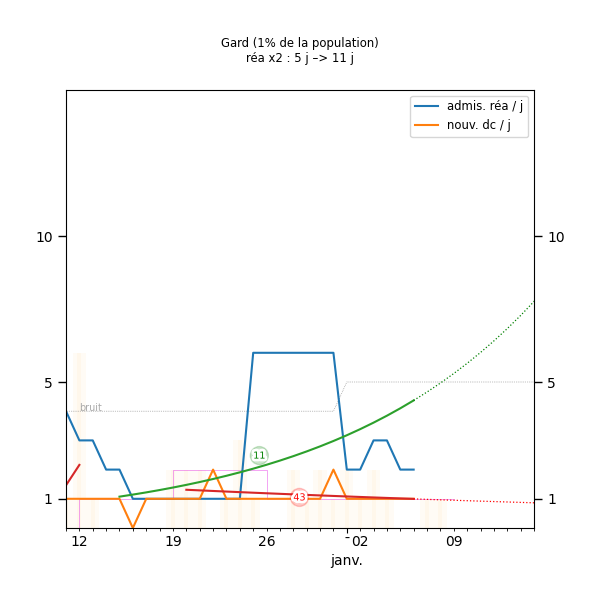 Gard (1% de la population)
réa x2 : 5 j –> 11 j
admis. réa / j
nouv. dc / j
10
10
5
5
bruit
11
43
1
1
12
19
26
02
09
janv.